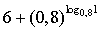 6 + (0,8)^{log_{0,8} 1}